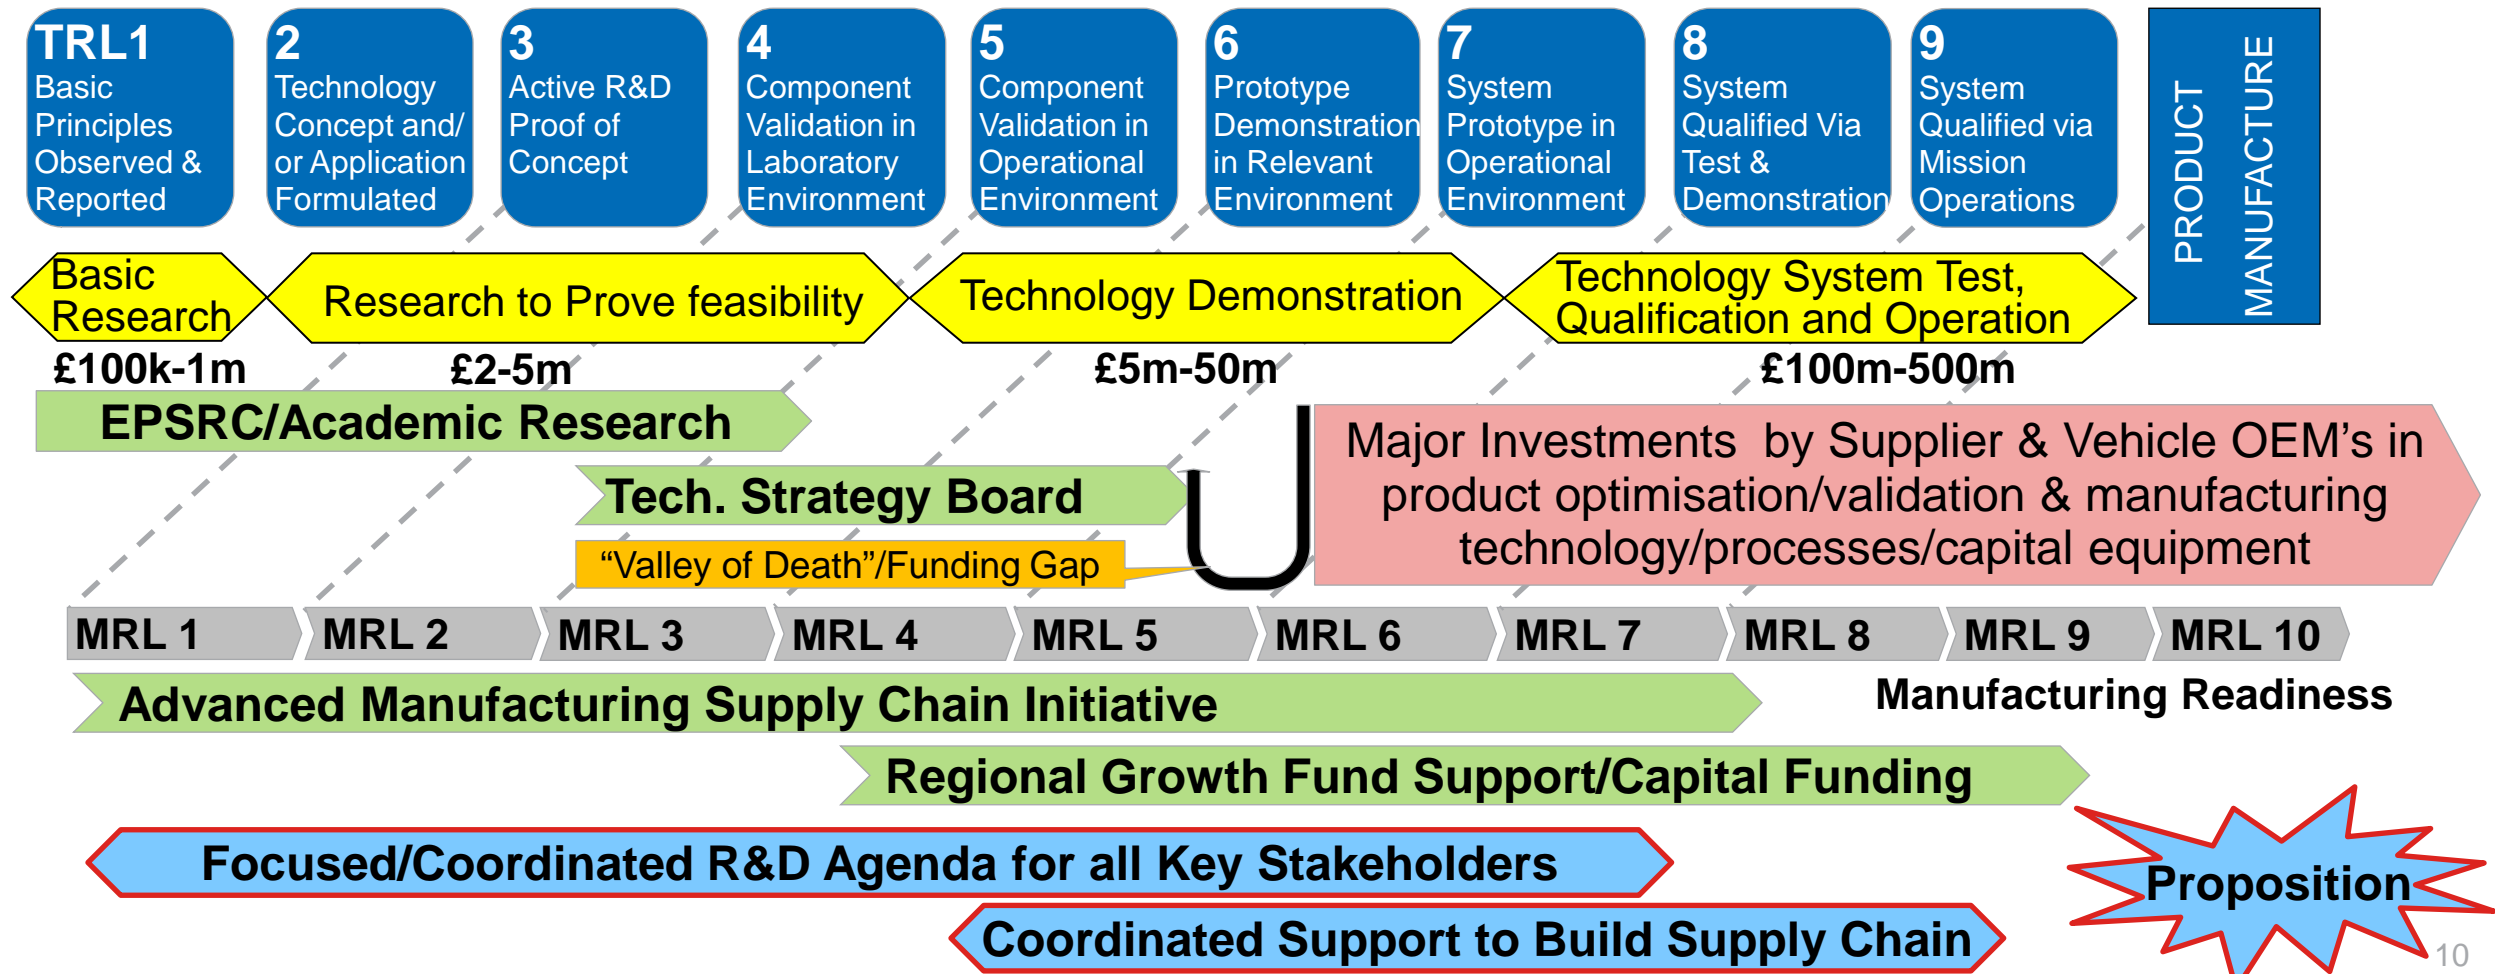 TRL1
Basic
Principles
Observed &
Reported
2
Technology
Concept and/
or Application
Formulated
3
Active R&D
Proof of
Concept
4
Component
Validation in
Laboratory
Environment
5
Component
Validation in
Operational
Environment
6
Prototype
Demonstration
in Relevant
Environment
7
System
Prototype in
Operational
Environment
8
System
Qualified Via
Test &
Demonstration
9
System
Qualified via
Mission
Operations
PRODUCT
MANUFACTURE
Basic
Research
Research to Prove feasibility
Technology Demonstration
Technology System Test,
Qualification and Operation
£100k-1m
£2-5m
£5m-50m
£100m-500m
EPSRC/Academic Research
Tech. Strategy Board
“Valley of Death”/Funding Gap
Major Investments by Supplier & Vehicle OEM’s in
product optimisation/validation & manufacturing
technology/processes/capital equipment
MRL 1
MRL 2
MRL 3
MRL 4
MRL 5
MRL 6
MRL 7
MRL 8
MRL 9
MRL 10
Advanced Manufacturing Supply Chain Initiative
Manufacturing Readiness
Regional Growth Fund Support/Capital Funding
Focused/Coordinated R&D Agenda for all Key Stakeholders
Proposition
Coordinated Support to Build Supply Chain
10